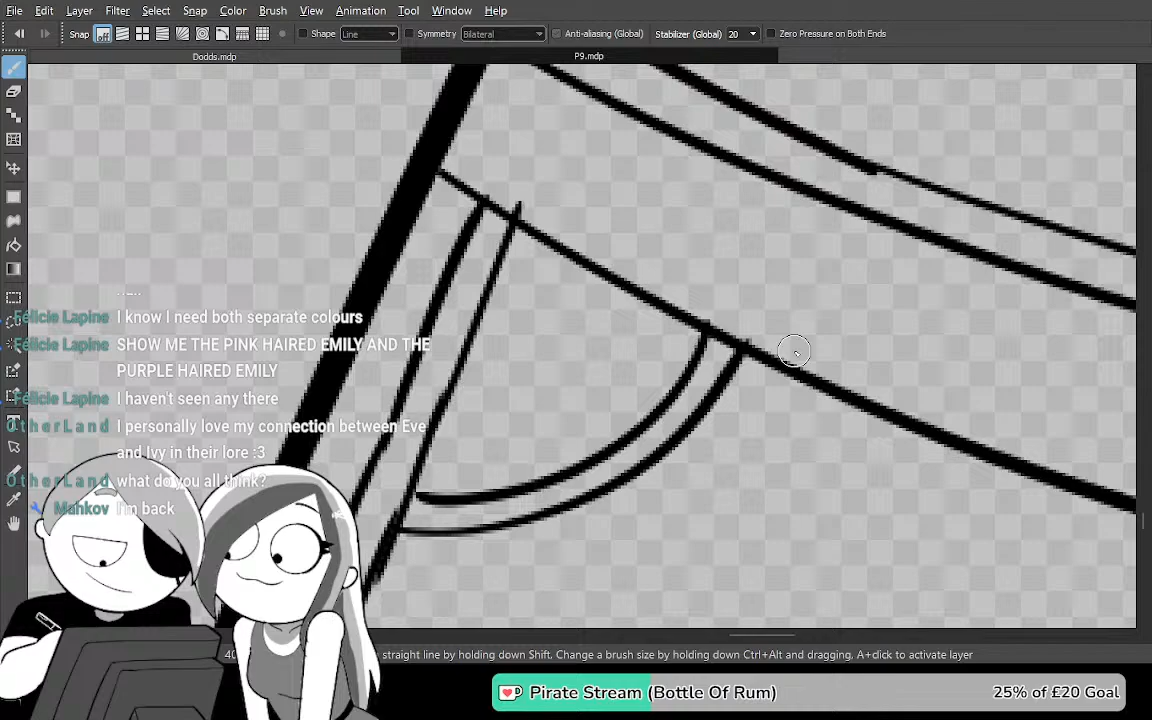 File Edit Layer Filter Select Snap Color Brush View Animation Tool Window Help
Snap off Shape Line Symmetry Bilateral Anti-aliasing (Global) Stabilizer (Global) 20 Zero Pressure on Both Ends
Dodds.mdp P9.mdp
Félicie Lapine I know I need both separate colours
Félicie Lapine SHOW ME THE PINK HAIRED EMILY AND THE
PURPLE HAIRED EMILY
Félicie Lapine I haven't seen any there
OtherLand I personally love my connection between Eve
and Ivy in their lore :3
OtherLand what do you all think?
Muhkov I'm back
straight line by holding down Shift. Change a brush size by holding down Ctrl+Alt and dragging, A+click to activate layer
Pirate Stream (Bottle Of Rum) 25% of £20 Goal